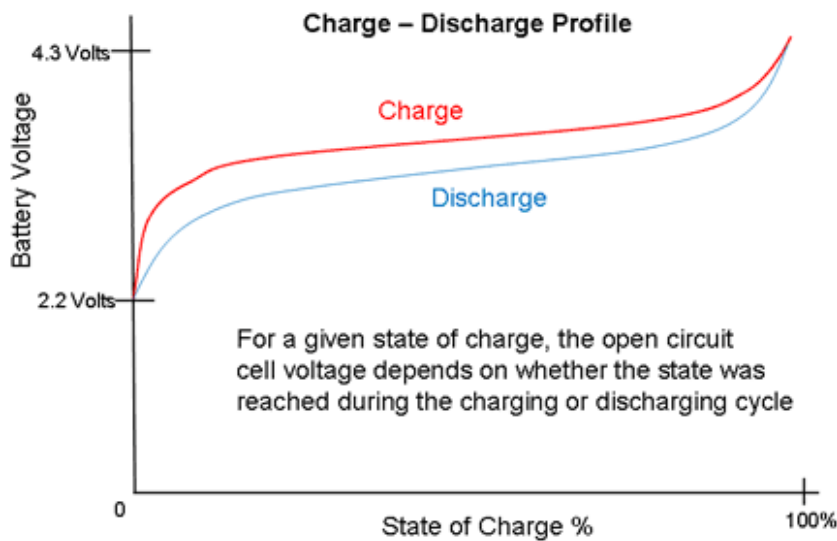 Charge – Discharge Profile
4.3 Volts
Charge
Battery Voltage
Discharge
2.2 Volts
For a given state of charge, the open circuit
cell voltage depends on whether the state was
reached during the charging or discharging cycle
0
100%
State of Charge %